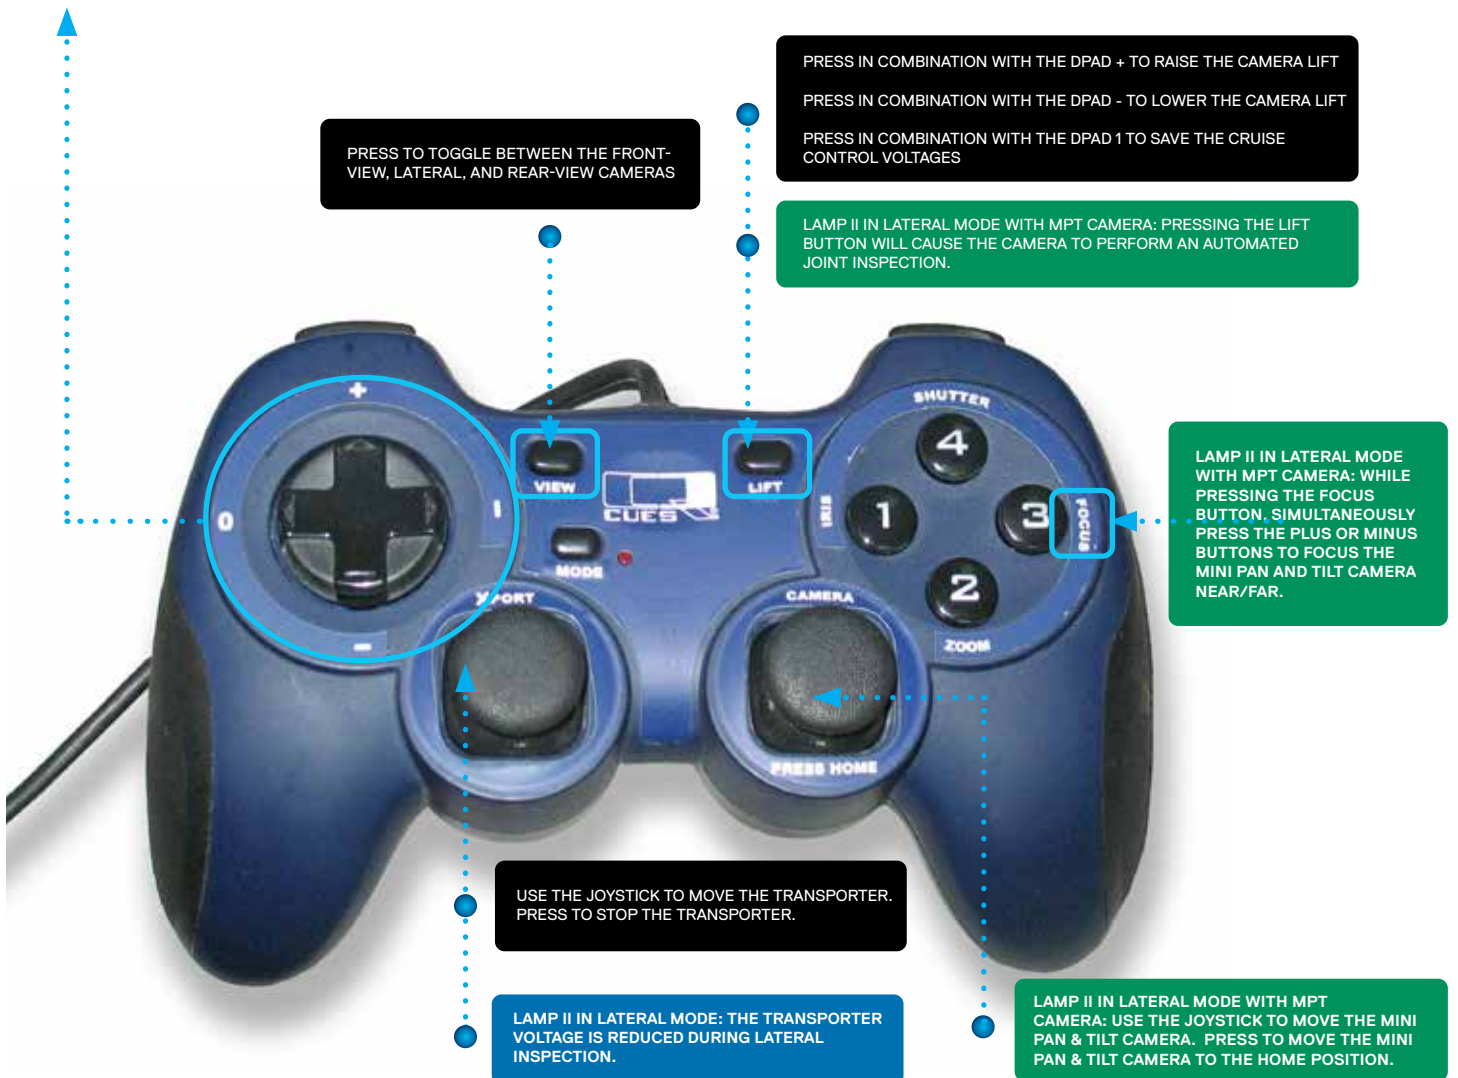 PRESS IN COMBINATION WITH THE DPAD + TO RAISE THE CAMERA LIFT
PRESS IN COMBINATION WITH THE DPAD - TO LOWER THE CAMERA LIFT
PRESS IN COMBINATION WITH THE DPAD 1 TO SAVE THE CRUISE
CONTROL VOLTAGES
PRESS TO TOGGLE BETWEEN THE FRONT-
VIEW, LATERAL, AND REAR-VIEW CAMERAS
LAMP II IN LATERAL MODE WITH MPT CAMERA: PRESSING THE LIFT
BUTTON WILL CAUSE THE CAMERA TO PERFORM AN AUTOMATED
JOINT INSPECTION.
+
0
I
-
VIEW
LIFT
CUES
MODE
SHUTTER
4
1
3
2
FOCUS
ZOOM
XPORT
CAMERA
PRESS HOME
LAMP II IN LATERAL MODE
WITH MPT CAMERA: WHILE
PRESSING THE FOCUS
BUTTON. SIMULTANEOUSLY
PRESS THE PLUS OR MINUS
BUTTONS TO FOCUS THE
MINI PAN AND TILT CAMERA
NEAR/FAR.
USE THE JOYSTICK TO MOVE THE TRANSPORTER.
PRESS TO STOP THE TRANSPORTER.
LAMP II IN LATERAL MODE: THE TRANSPORTER
VOLTAGE IS REDUCED DURING LATERAL
INSPECTION.
LAMP II IN LATERAL MODE WITH MPT
CAMERA: USE THE JOYSTICK TO MOVE THE MINI
PAN & TILT CAMERA. PRESS TO MOVE THE MINI
PAN & TILT CAMERA TO THE HOME POSITION.